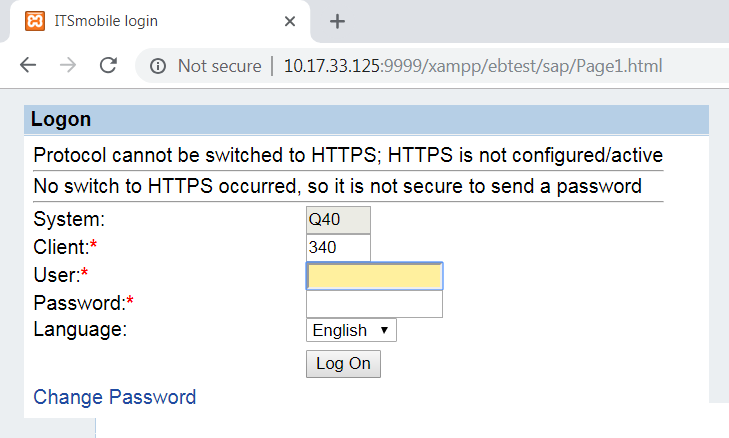 ITSmobile login
Not secure | 10.17.33.125:9999/xampp/ebtest/sap/Page1.html
Logon
Protocol cannot be switched to HTTPS; HTTPS is not configured/active
No switch to HTTPS occurred, so it is not secure to send a password
System: Q40
Client:* 340
User:*
Password:*
Language: English
Log On
Change Password